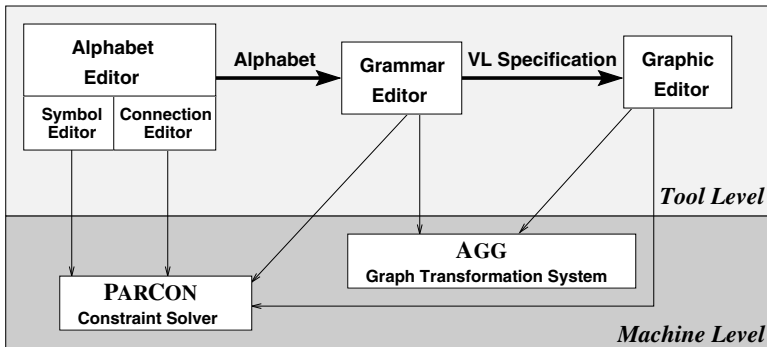 Alphabet
Editor
Symbol
Editor
Connection
Editor
Alphabet
Grammar
Editor
VL Specification
Graphic
Editor
Tool Level
AGG
Graph Transformation System
PARCON
Constraint Solver
Machine Level